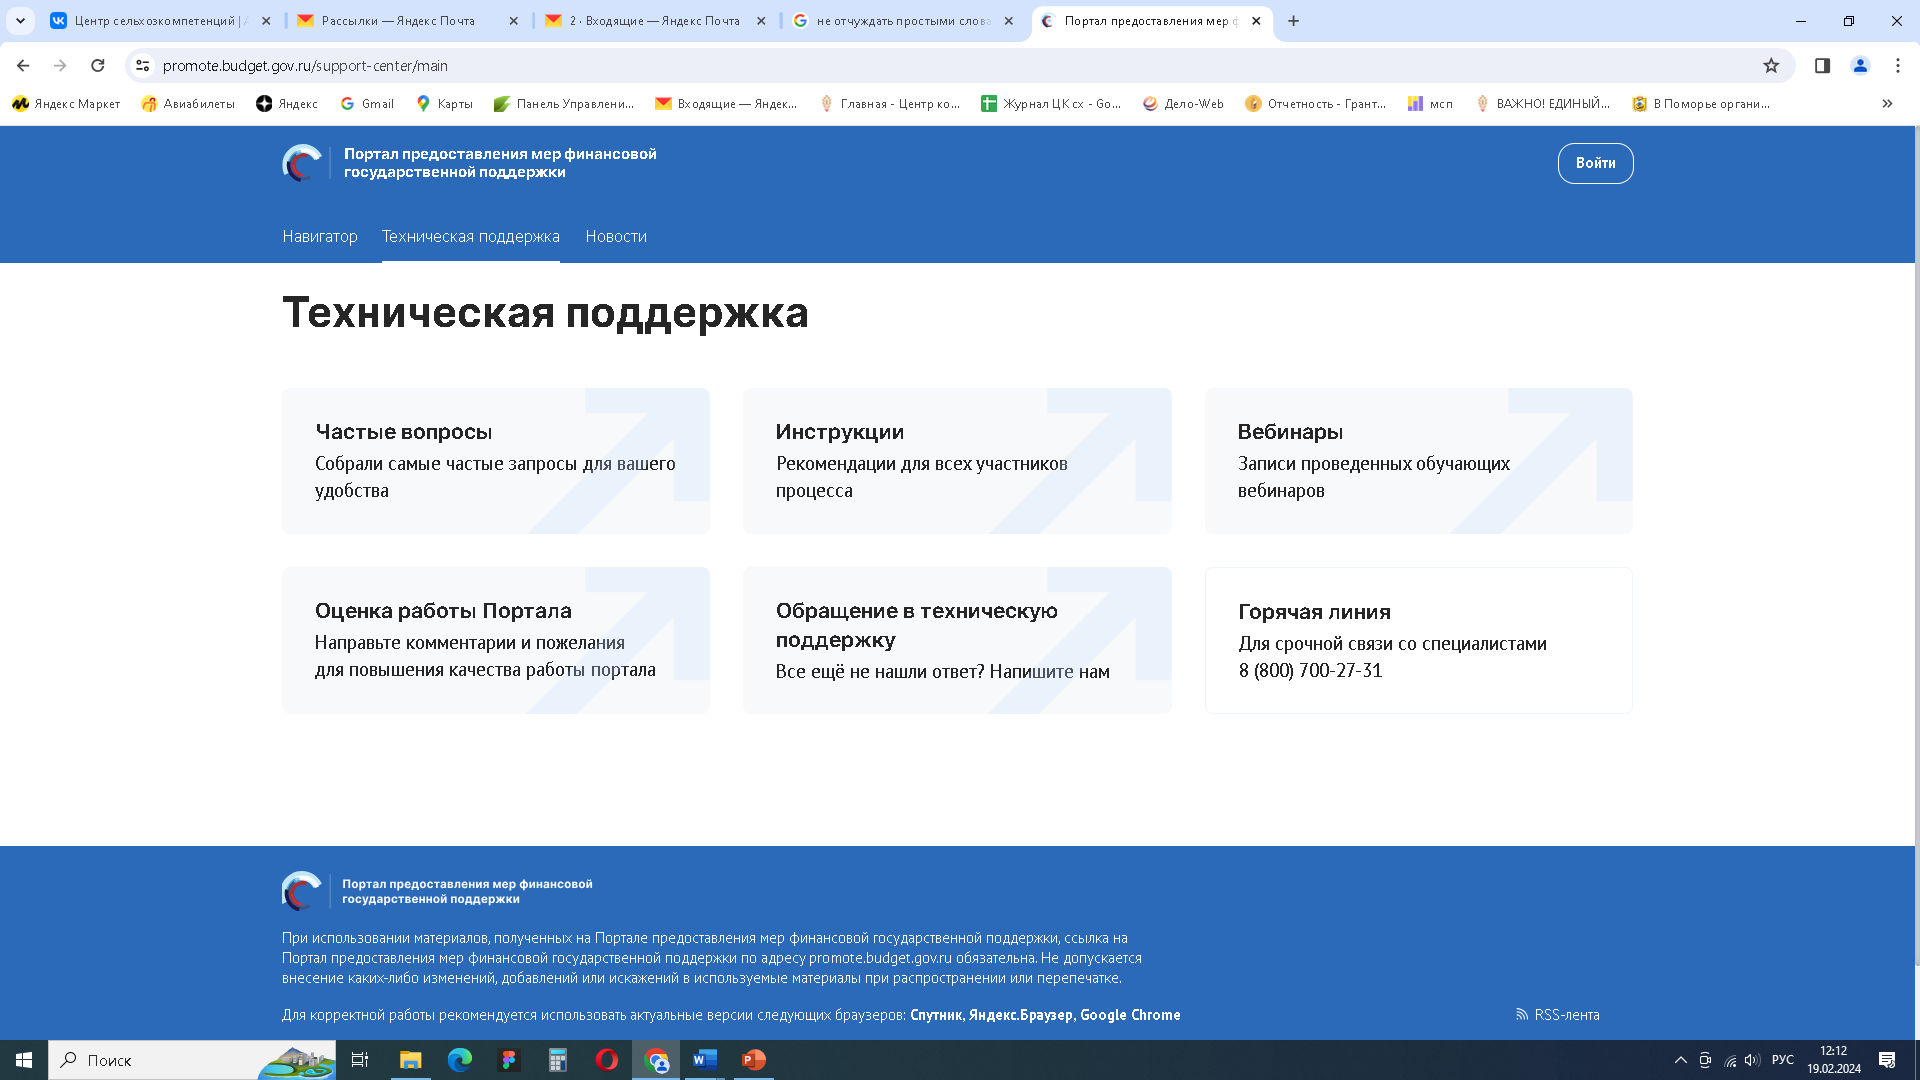 Центр сельхозкомпетенций |
Рассылки — Яндекс Почта
2 · Входящие — Яндекс Почта
не отчуждать простыми слова
Портал предоставления мер ф
promote.budget.gov.ru/support-center/main
Яндекс Маркет
Авиабилеты
Яндекс
Gmail
Карты
Панель Управлени...
Входящие — Яндек...
Главная - Центр ко...
Журнал ЦК сх - Go...
Дело-Web
Отчетность - Грант...
мсп
ВАЖНО! ЕДИНЫЙ...
В Поморье органи...
Портал предоставления мер финансовой
государственной поддержки
Войти
Навигатор
Техническая поддержка
Новости
Техническая поддержка
Частые вопросы
Собрали самые частые запросы для вашего
удобства
Инструкции
Рекомендации для всех участников
процесса
Вебинары
Записи проведенных обучающих
вебинаров
Оценка работы Портала
Направьте комментарии и пожелания
для повышения качества работы портала
Обращение в техническую
поддержку
Все ещё не нашли ответ? Напишите нам
Горячая линия
Для срочной связи со специалистами
8 (800) 700-27-31
Портал предоставления мер финансовой
государственной поддержки
При использовании материалов, полученных на Портале предоставления мер финансовой государственной поддержки, ссылка на
Портал предоставления мер финансовой государственной поддержки по адресу promote.budget.gov.ru обязательна. Не допускается
внесение каких-либо изменений, добавлений или искажений в используемые материалы при распространении или перепечатке.
Для корректной работы рекомендуется использовать актуальные версии следующих браузеров: Спутник, Яндекс.Браузер, Google Chrome
RSS-лента
Поиск
РУС
12:12
19.02.2024